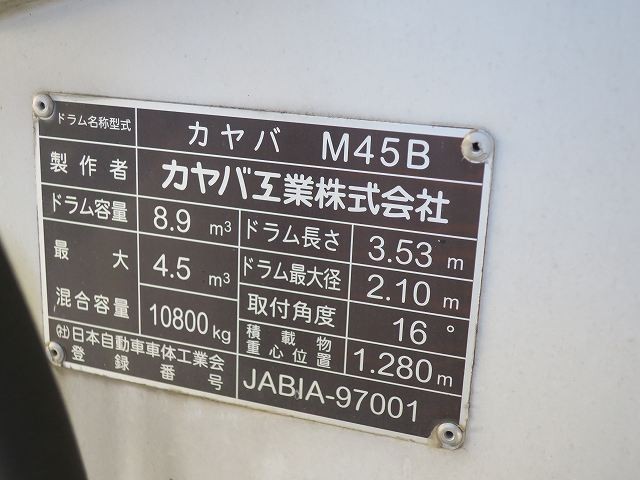 ドラム名称型式 カヤバ M45B
製作者 カヤバ工業株式会社
ドラム容量 8.9 m³ ドラム長さ 3.53 m
最大 4.5 m³ ドラム最大径 2.10 m
混合容量 10800kg 取付角度 16 °
積載物
重心位置 1.280 m
(社)日本自動車車体工業会
登録番号 JABIA-97001